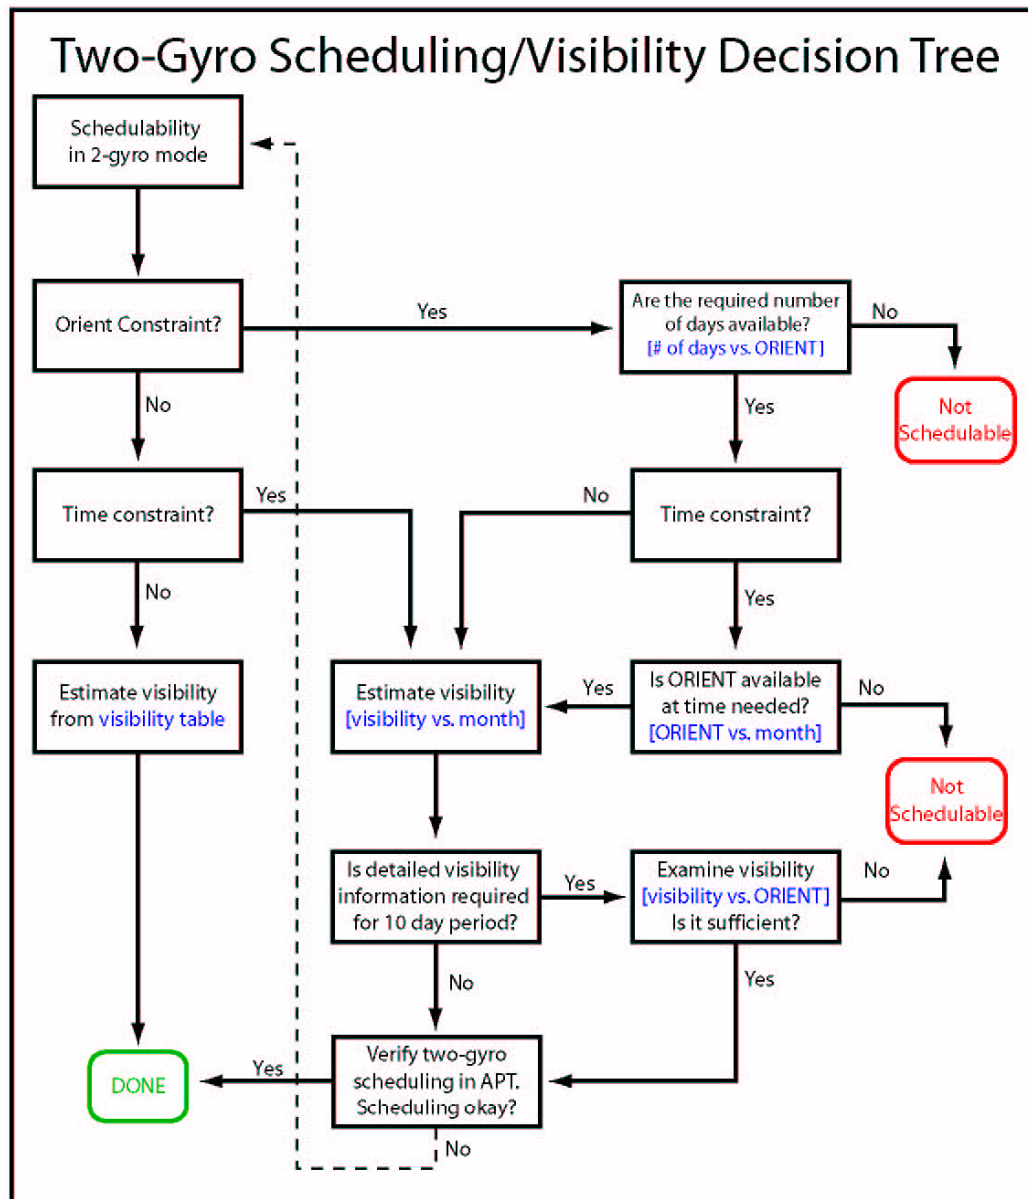 Two-Gyro Scheduling/Visibility Decision Tree
Schedulability
in 2-gyro mode
Orient Constraint?
Yes
Are the required number
of days available?
[# of days vs. ORIENT]
No
Not
Schedulable
No
Yes
Time constraint?
Yes
No
Time constraint?
No
Yes
Estimate visibility
from visibility table
Estimate visibility
[visibility vs. month]
Yes
Is ORIENT available
at time needed?
[ORIENT vs. month]
No
Not
Schedulable
Is detailed visibility
information required
for 10 day period?
Yes
Examine visibility
[visibility vs. ORIENT]
Is it sufficient?
No
No
Yes
DONE
Yes
Verify two-gyro
scheduling in APT.
Scheduling okay?
No